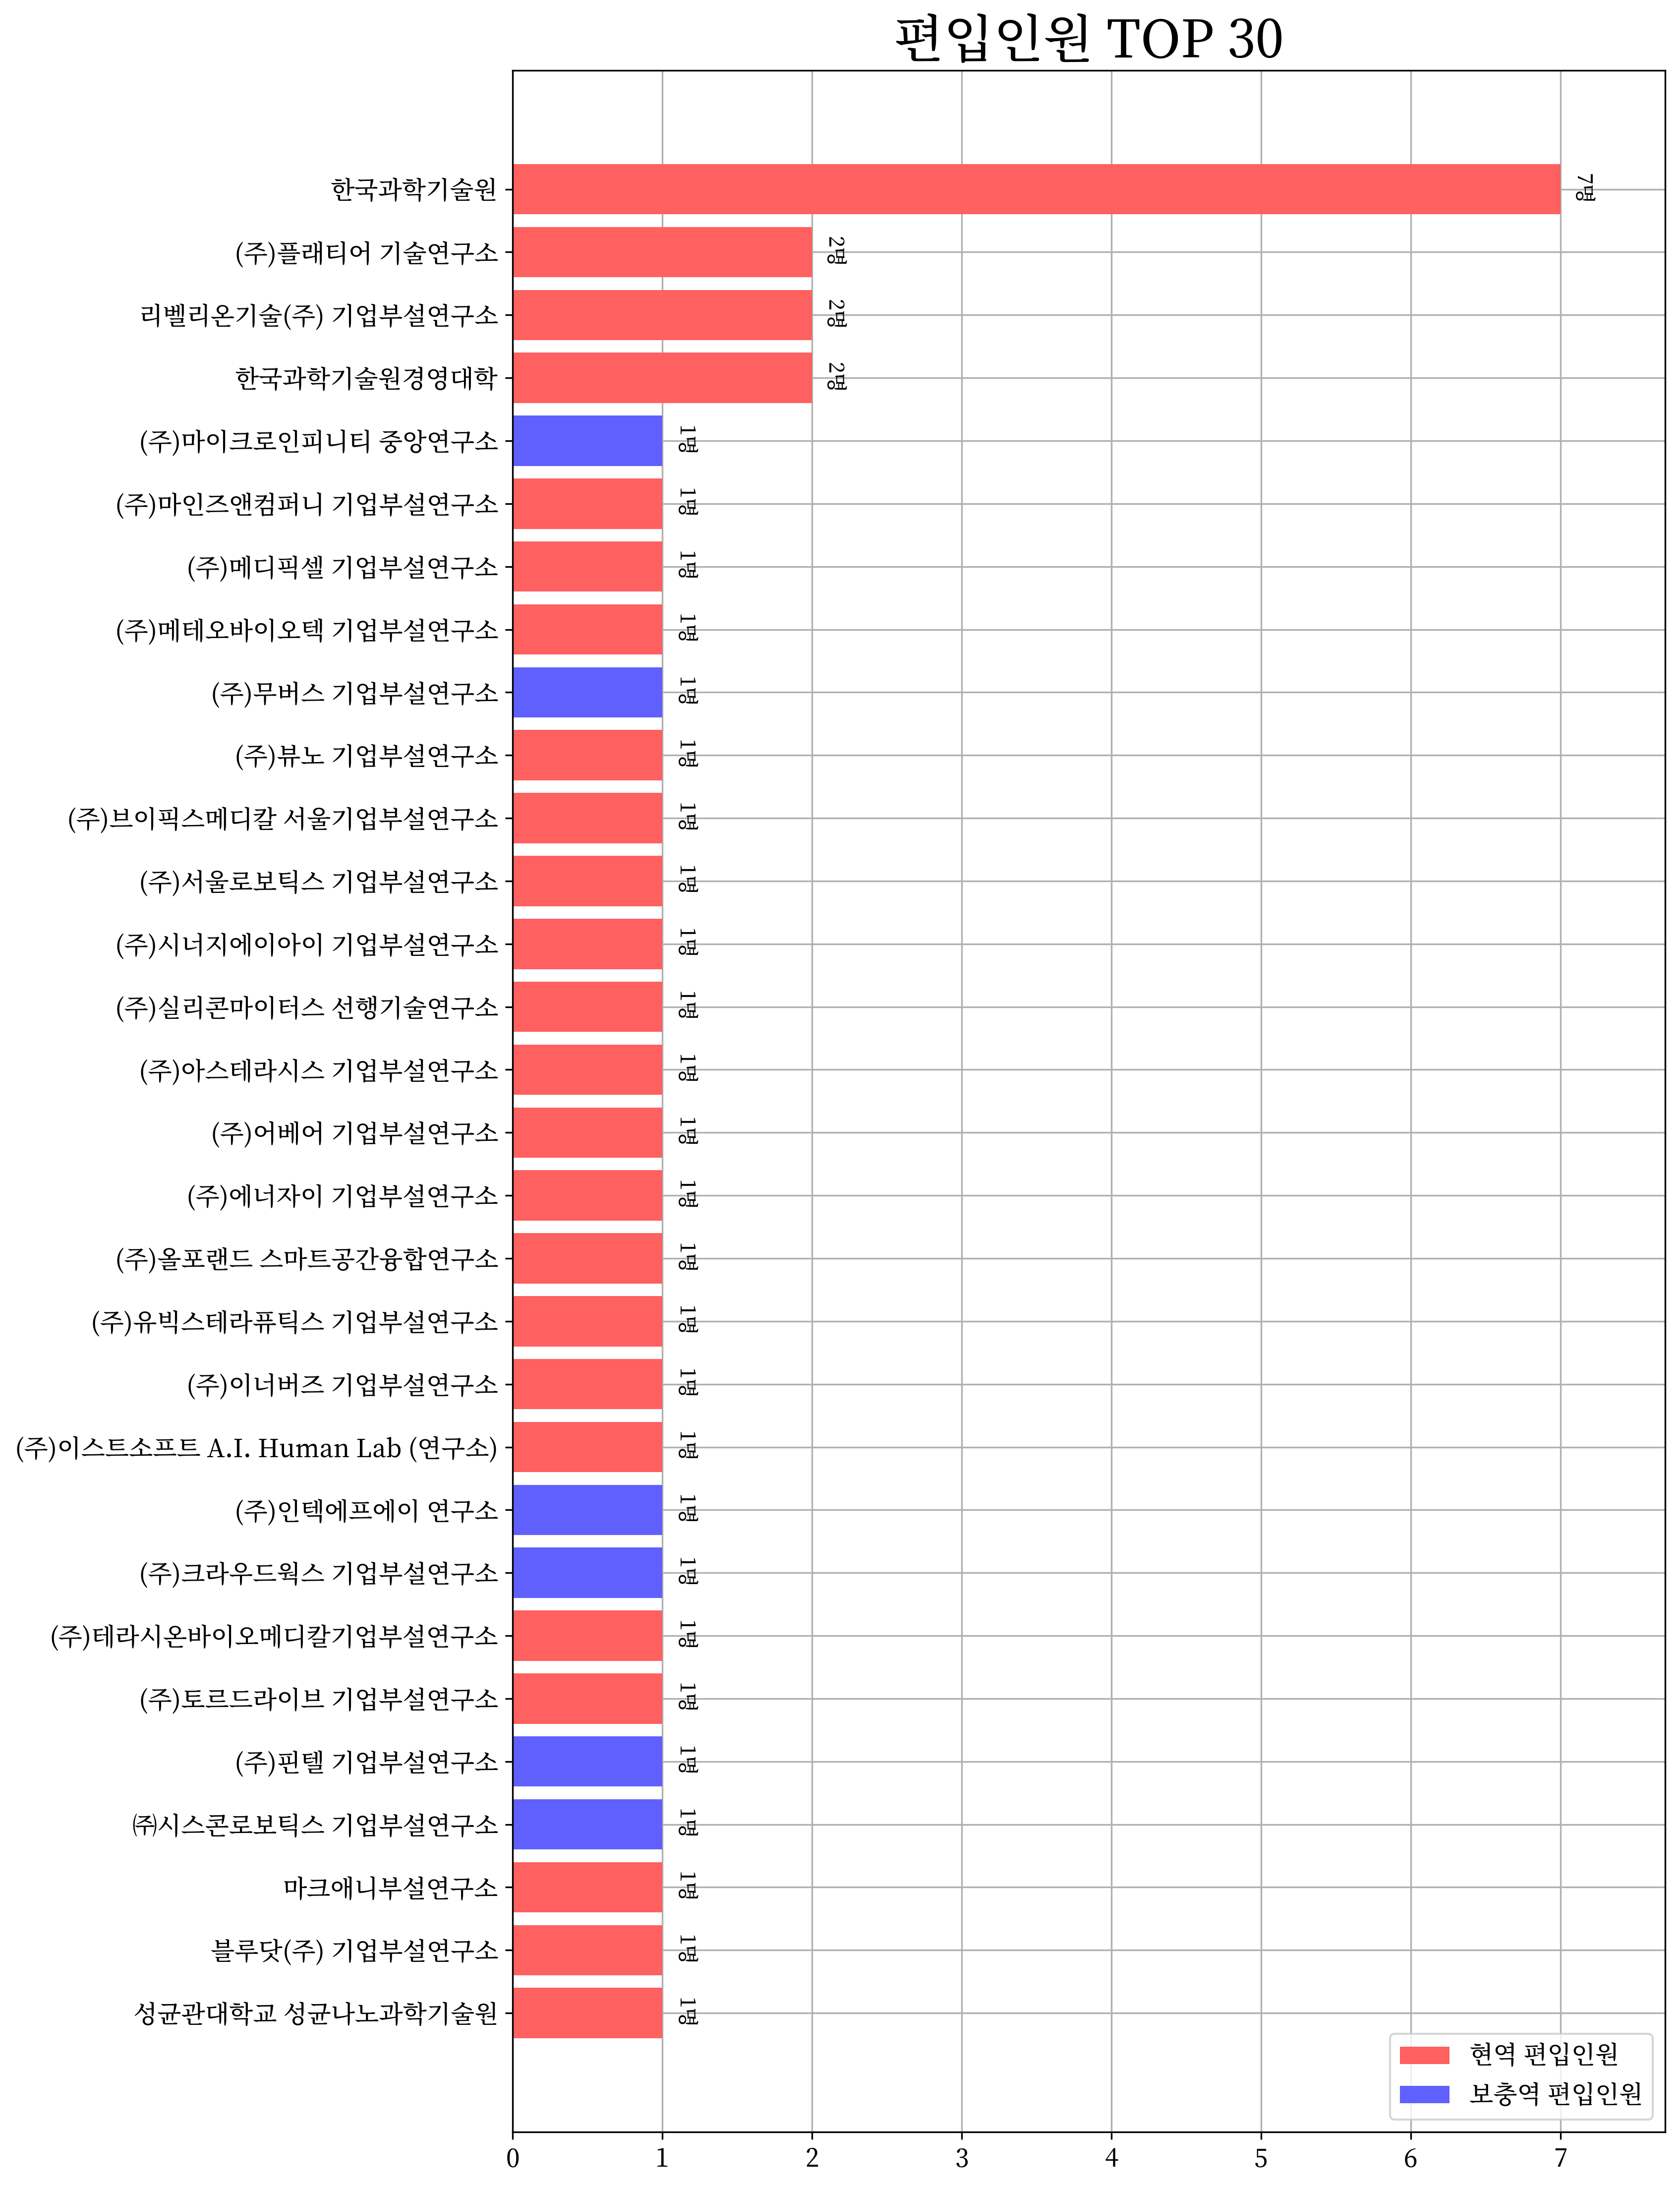 편입인원 TOP 30
한국과학기술원 7명
(주)플래티어 기술연구소 2명
리벨리온기술(주) 기업부설연구소 2명
한국과학기술원경영대학 2명
(주)마이크로인피니티 중앙연구소 1명
(주)마인즈앤컴퍼니 기업부설연구소 1명
(주)메디픽셀 기업부설연구소 1명
(주)메테오바이오텍 기업부설연구소 1명
(주)무버스 기업부설연구소 1명
(주)뷰노 기업부설연구소 1명
(주)브이픽스메디칼 서울기업부설연구소 1명
(주)서울로보틱스 기업부설연구소 1명
(주)시너지에이아이 기업부설연구소 1명
(주)실리콘마이터스 선행기술연구소 1명
(주)아스테라시스 기업부설연구소 1명
(주)어베어 기업부설연구소 1명
(주)에너자이 기업부설연구소 1명
(주)올포랜드 스마트공간융합연구소 1명
(주)유빅스테라퓨틱스 기업부설연구소 1명
(주)이너버즈 기업부설연구소 1명
(주)이스트소프트 A.I. Human Lab (연구소) 1명
(주)인텍에프에이 연구소 1명
(주)크라우드웍스 기업부설연구소 1명
(주)테라시온바이오메디칼기업부설연구소 1명
(주)토르드라이브 기업부설연구소 1명
(주)핀텔 기업부설연구소 1명
㈜시스콘로보틱스 기업부설연구소 1명
마크애니부설연구소 1명
블루닷(주) 기업부설연구소 1명
성균관대학교 성균나노과학기술원 1명
현역 편입인원
보충역 편입인원
0 1 2 3 4 5 6 7